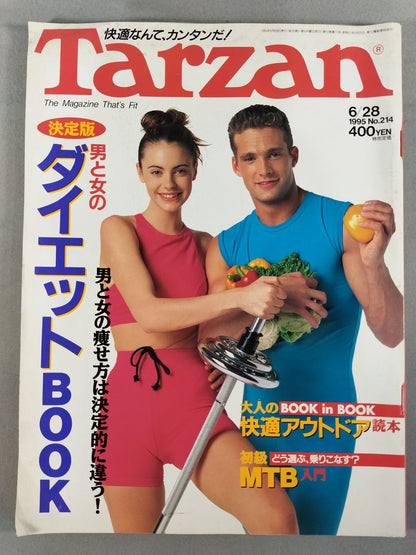 快適なんて、カンタンだ!
Tarzan®
The Magazine That's Fit
6/28
1995 No.214
400YEN
特別定価
決定版
男と女の
ダイエットBOOK
男と女の痩せ方は決定的に違う!
大人のBOOK in BOOK
快適アウトドア読本
初級 どう選ぶ、乗りこなす?
MTB入門